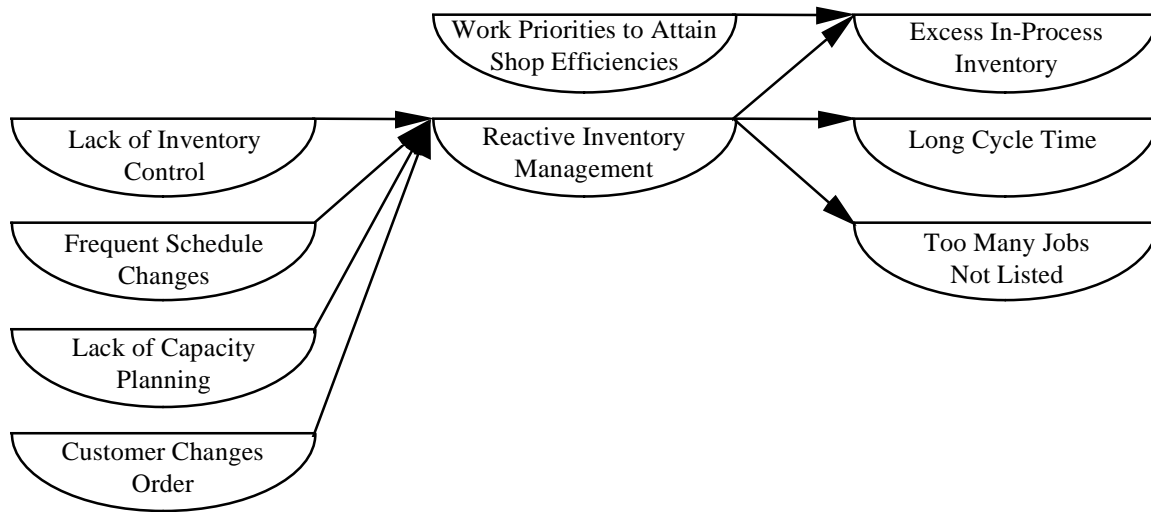 Work Priorities to Attain
Shop Efficiencies
Excess In-Process
Inventory
Lack of Inventory
Control
Reactive Inventory
Management
Long Cycle Time
Frequent Schedule
Changes
Too Many Jobs
Not Listed
Lack of Capacity
Planning
Customer Changes
Order